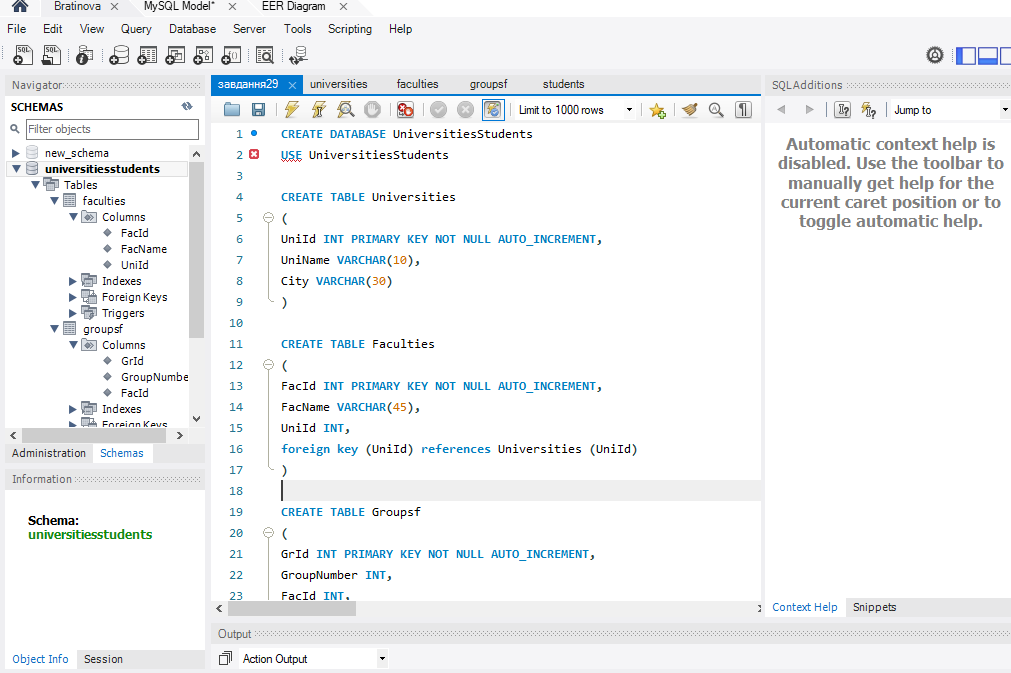 Bratinova
MySQL Model*
EER Diagram
File Edit View Query Database Server Tools Scripting Help
Navigator
SCHEMAS
Filter objects
new_schema
universitiesstudents
Tables
faculties
Columns
FacId
FacName
UniId
Indexes
Foreign Keys
Triggers
groupsf
Columns
GrId
GroupNumbe
FacId
Indexes
Foreign Keys
Administration Schemas
Information
Schema:
universitiesstudents
Object Info Session
завдання29 universities faculties groupsf students
Limit to 1000 rows
1 CREATE DATABASE UniversitiesStudents
2 USE UniversitiesStudents
3
4 CREATE TABLE Universities
5 (
6 UniId INT PRIMARY KEY NOT NULL AUTO_INCREMENT,
7 UniName VARCHAR(10),
8 City VARCHAR(30)
9 )
10
11 CREATE TABLE Faculties
12 (
13 FacId INT PRIMARY KEY NOT NULL AUTO_INCREMENT,
14 FacName VARCHAR(45),
15 UniId INT,
16 foreign key (UniId) references Universities (UniId)
17 )
18
19 CREATE TABLE Groupsf
20 (
21 GrId INT PRIMARY KEY NOT NULL AUTO_INCREMENT,
22 GroupNumber INT,
23 FacId INT,
Output
Action Output
SQLAdditions
Jump to
Automatic context help is
disabled. Use the toolbar to
manually get help for the
current caret position or to
toggle automatic help.
Context Help Snippets